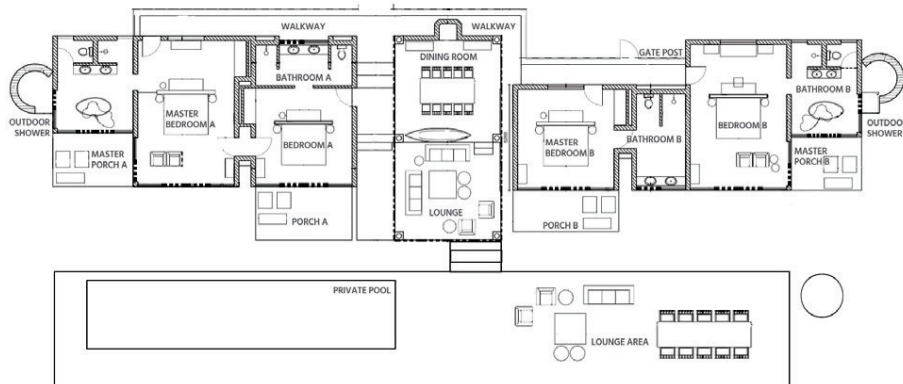 WALKWAY
WALKWAY
DINING ROOM
GATE POST
BATHROOM A
BATHROOM B
OUTDOOR
SHOWER
MASTER
BEDROOM A
BEDROOM A
MASTER
BEDROOM B
BATHROOM B
BEDROOM B
OUTDOOR
SHOWER
MASTER
PORCH A
MASTER
PORCH B
LOUNGE
PORCH A
PORCH B
PRIVATE POOL
LOUNGE AREA